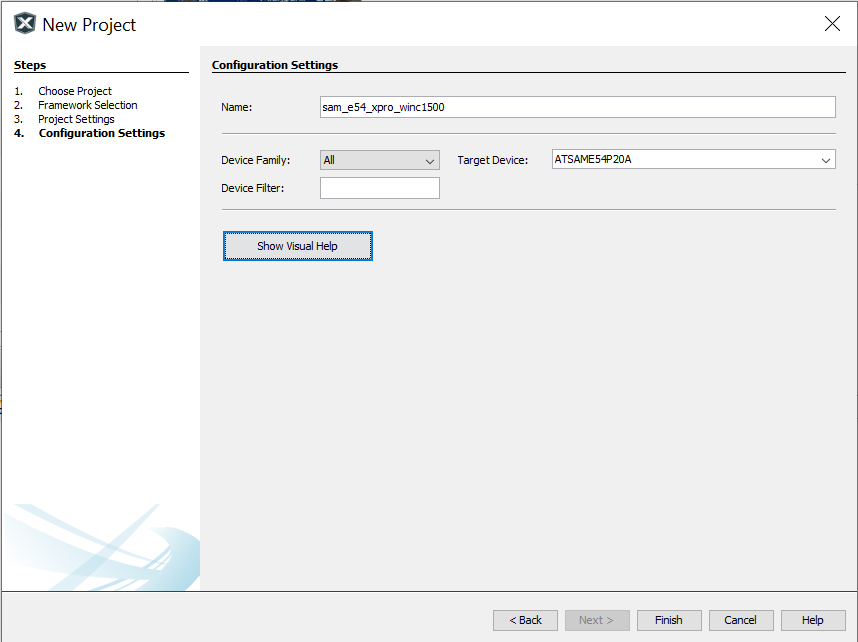 New Project
Steps
1. Choose Project
2. Framework Selection
3. Project Settings
4. Configuration Settings
Configuration Settings
Name: sam_e54_xpro_winc1500
Device Family: All Target Device: ATSAME54P20A
Device Filter:
Show Visual Help
< Back Next > Finish Cancel Help